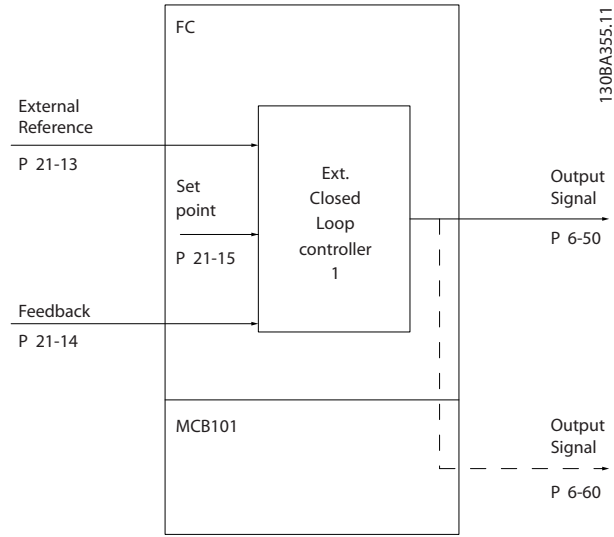 FC
130BA355.11
External
Reference
P 21-13
Set
point
P 21-15
Ext.
Closed
Loop
controller
1
Output
Signal
P 6-50
Feedback
P 21-14
MCB101
Output
Signal
P 6-60